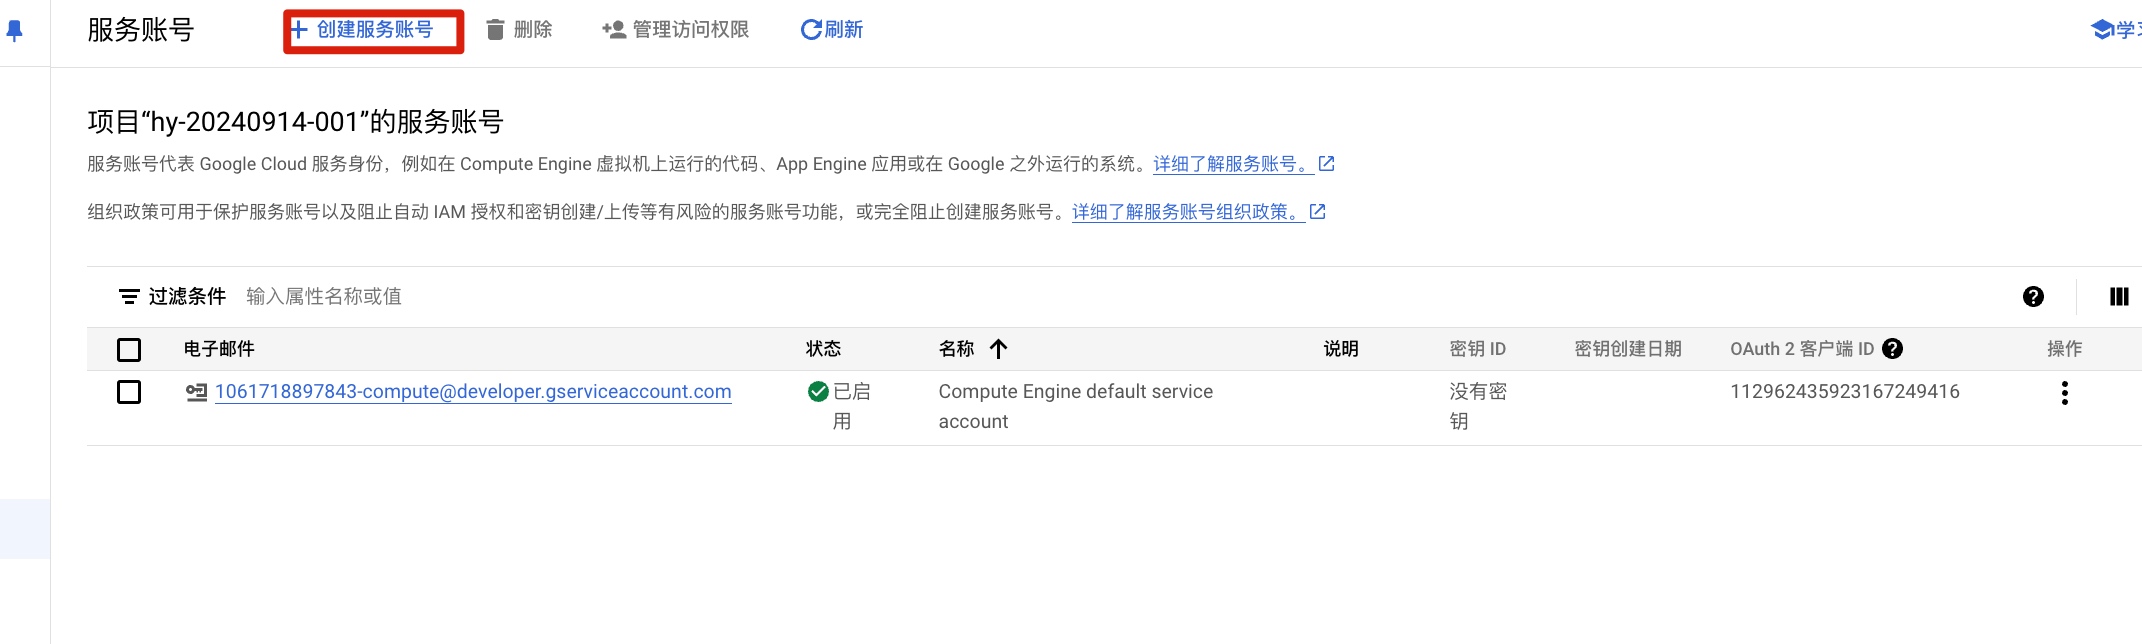 服务账号
创建服务账号
删除
管理访问权限
刷新
项目“hy-20240914-001”的服务账号
服务账号代表 Google Cloud 服务身份，例如在 Compute Engine 虚拟机上运行的代码、App Engine 应用或在 Google 之外运行的系统。详细了解服务账号。
组织政策可用于保护服务账号以及阻止自动 IAM 授权和密钥创建/上传等有风险的服务账号功能，或完全阻止创建服务账号。详细了解服务账号组织政策。
过滤条件 输入属性名称或值
电子邮件 状态 名称 说明 密钥 ID 密钥创建日期 OAuth 2 客户端 ID 操作
1061718897843-compute@developer.gserviceaccount.com
已启
用
Compute Engine default service
account
没有密
钥
112962435923167249416